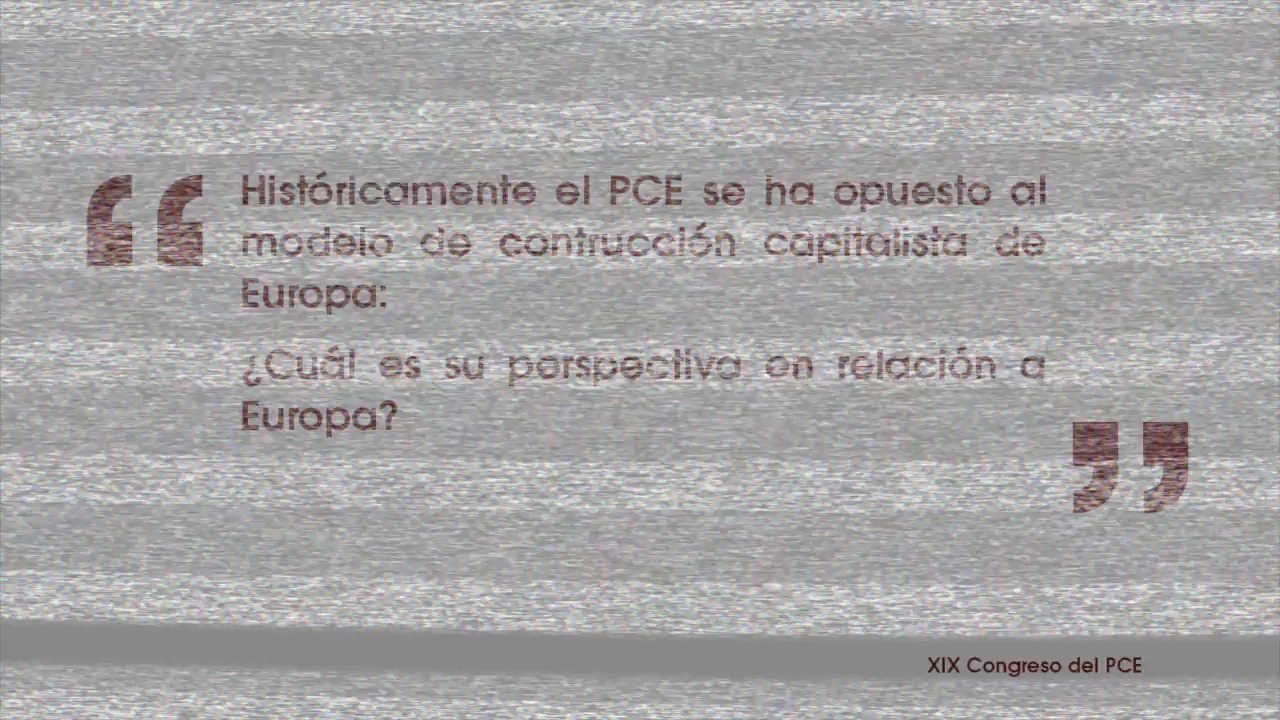 Históricamente el PCE se ha opuesto al
modelo de contrucción capitalista de
Europa:
¿Cuál es su perspectiva en relación a
Europa?
XIX Congreso del PCE